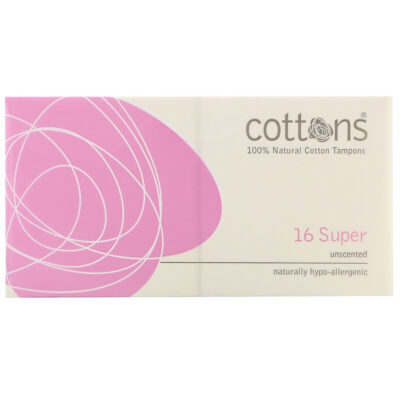 cottons®
100% Natural Cotton Tampons
16 Super
unscented
naturally hypo-allergenic